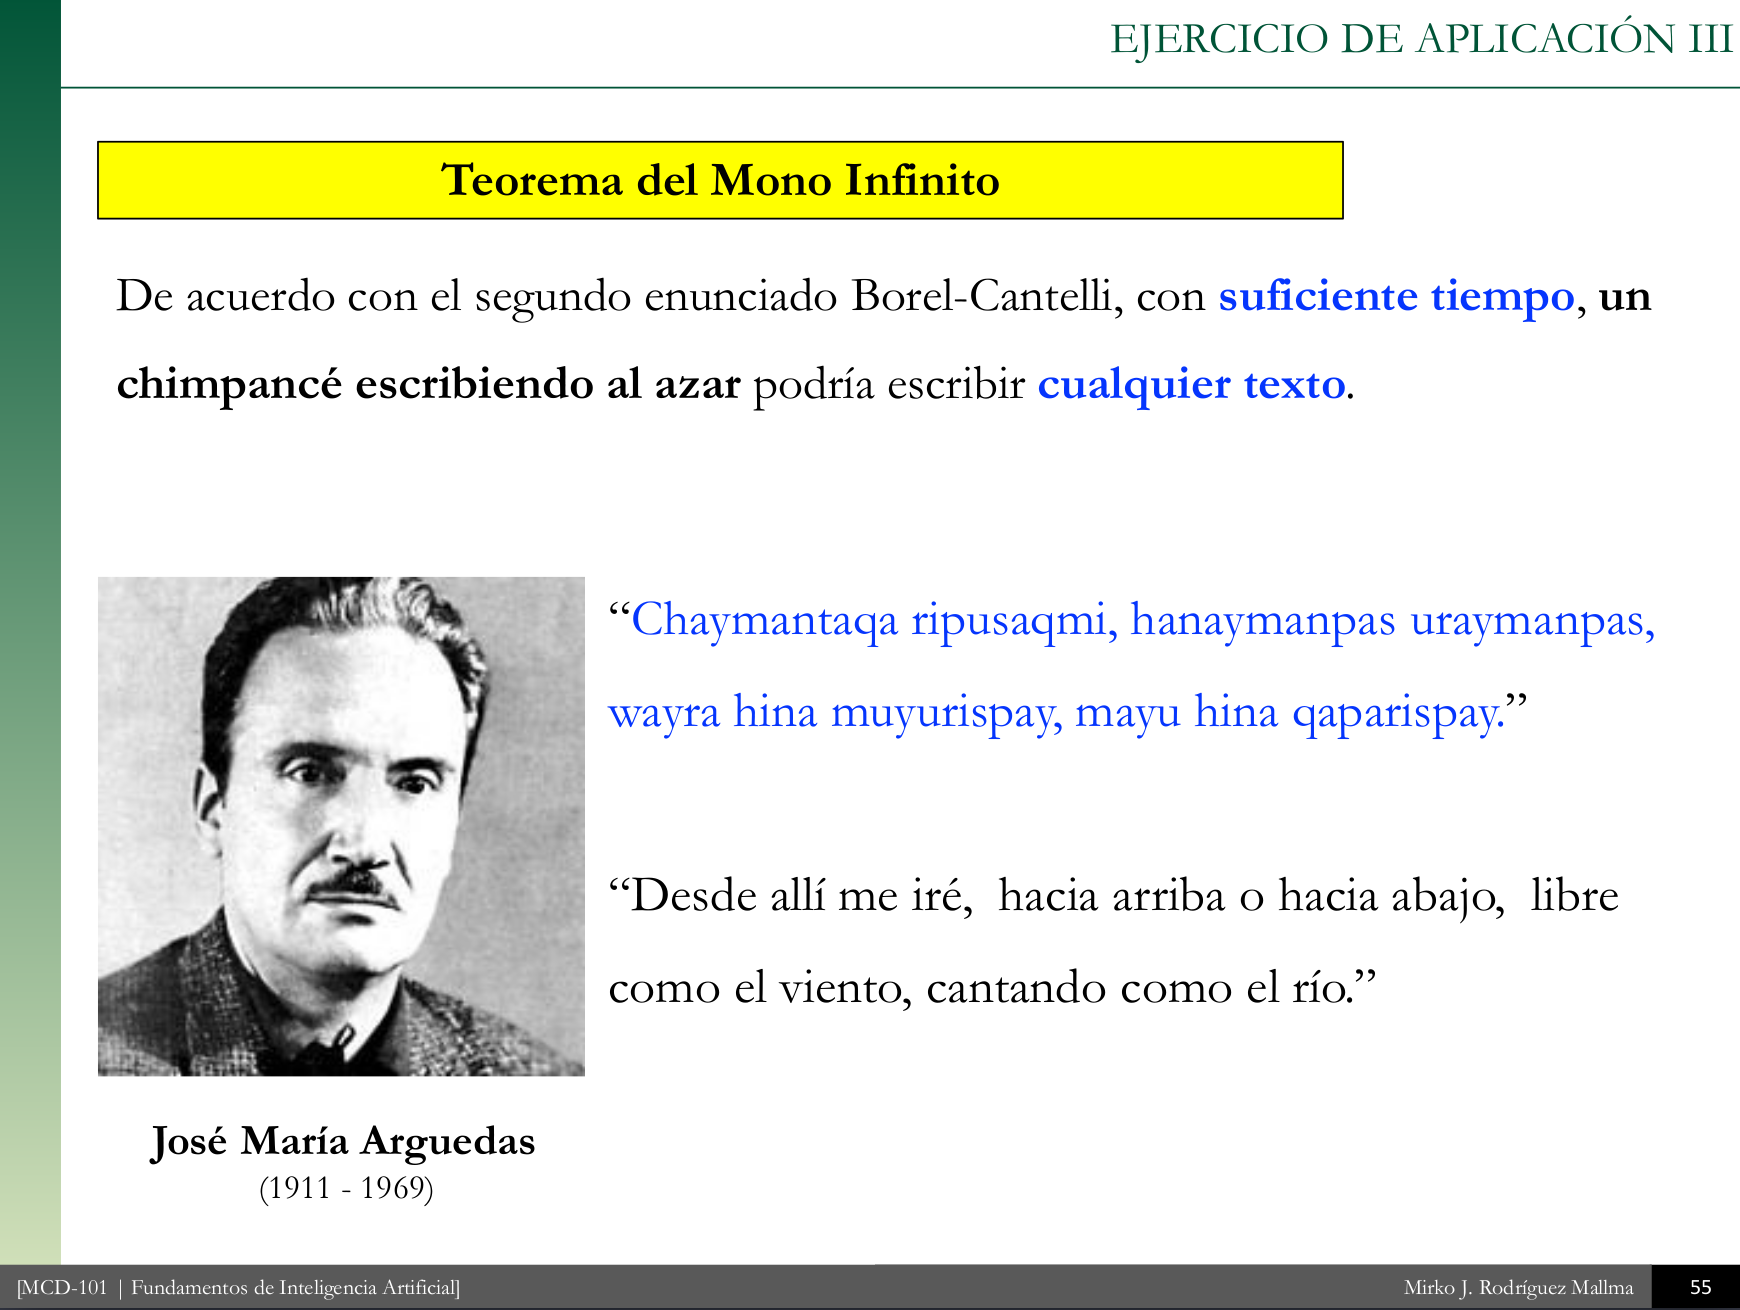 EJERCICIO DE APLICACIÓN III
Teorema del Mono Infinito
De acuerdo con el segundo enunciado Borel-Cantelli, con suficiente tiempo, un
chimpancé escribiendo al azar podría escribir cualquier texto.
“Chaymantaqa ripusaqmi, hanaymanpas uraymanpas,
wayra hina muyurispay, mayu hina qaparispay.”
“Desde allí me iré, hacia arriba o hacia abajo, libre
como el viento, cantando como el río.”
José María Arguedas
(1911 - 1969)
[MCD-101 | Fundamentos de Inteligencia Artificial]
Mirko J. Rodríguez Mallma
55